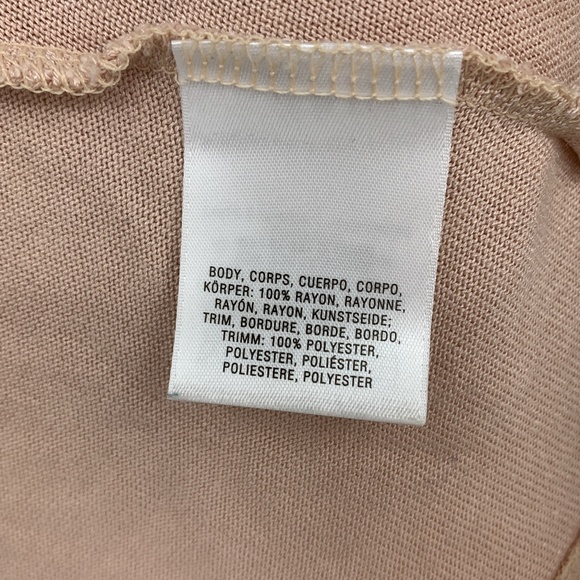 BODY, CORPS, CUERPO, CORPO,
KÖRPER: 100% RAYON, RAYONNE,
RAYÓN, RAYON, KUNSTSEIDE;
TRIM, BORDURE, BORDE, BORDO,
TRIMM: 100% POLYESTER,
POLYESTER, POLIÉSTER,
POLIESTERE, POLYESTER